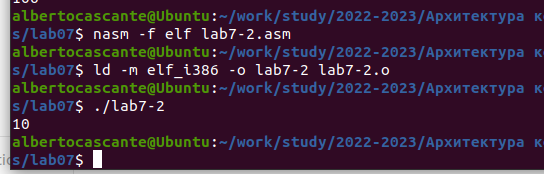 albertocascante@Ubuntu:~/work/study/2022-2023/Архитектура
s/lab07$ nasm -f elf lab7-2.asm
albertocascante@Ubuntu:~/work/study/2022-2023/Архитектура
s/lab07$ ld -m elf_i386 -o lab7-2 lab7-2.o
albertocascante@Ubuntu:~/work/study/2022-2023/Архитектура
s/lab07$ ./lab7-2
10
albertocascante@Ubuntu:~/work/study/2022-2023/Архитектура
s/lab07$